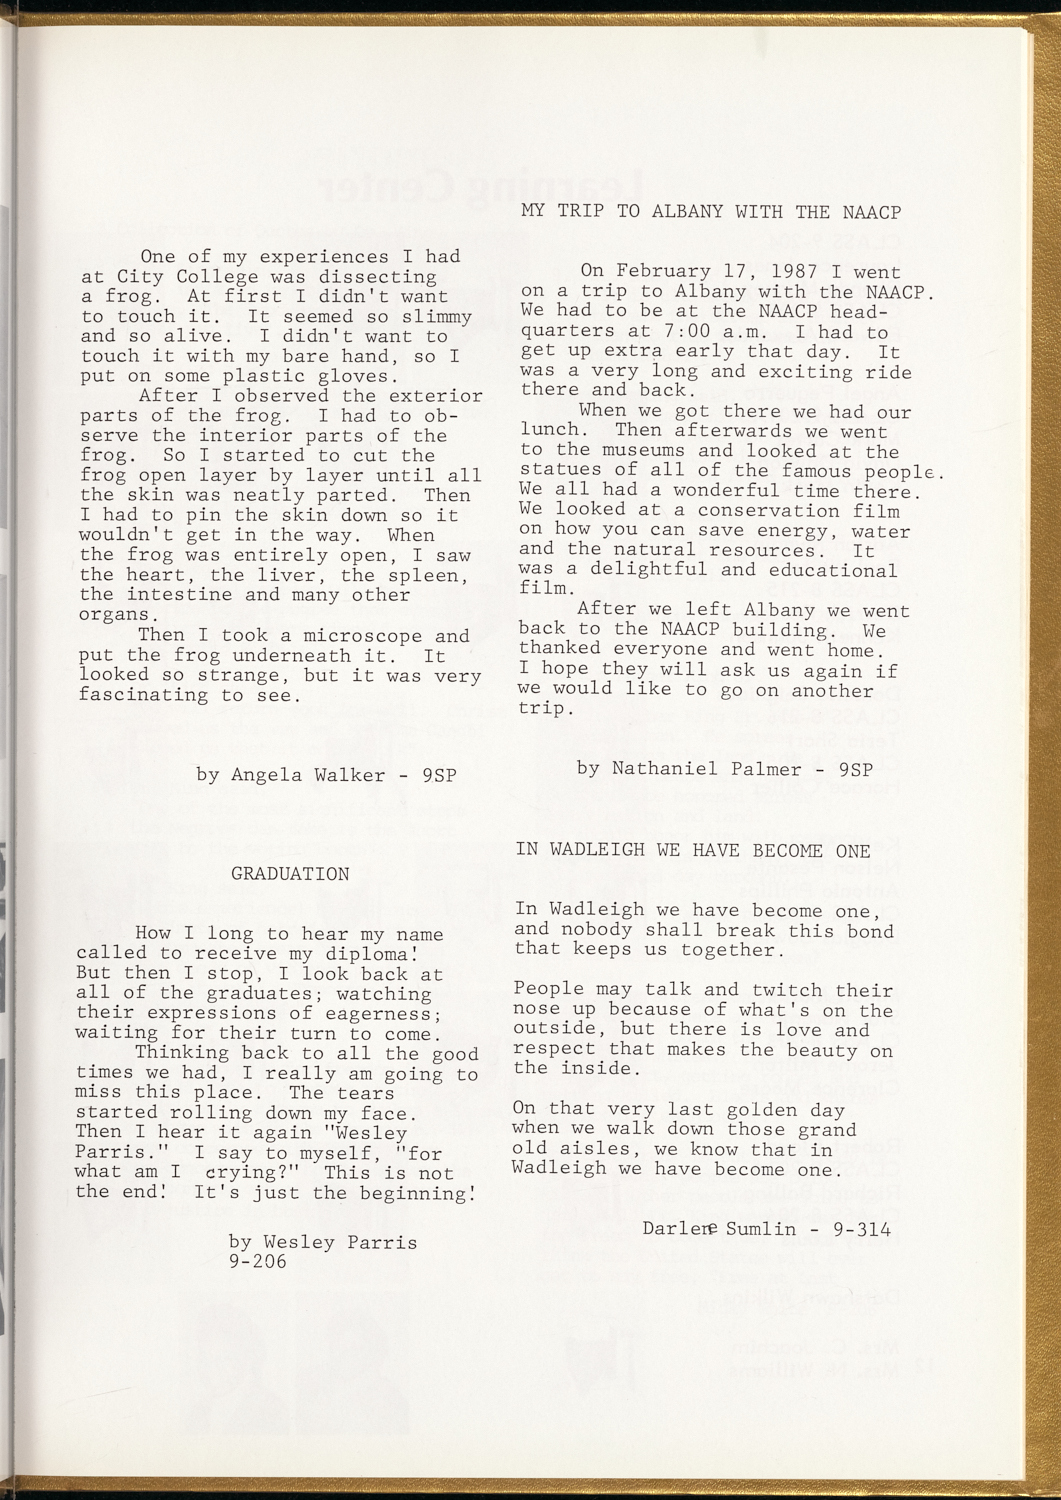 One of my experiences I had
at City College was dissecting
a frog. At first I didn't want
to touch it. It seemed so slimmy
and so alive. I didn't want to
touch it with my bare hand, so I
put on some plastic gloves.
After I observed the exterior
parts of the frog. I had to ob-
serve the interior parts of the
frog. So I started to cut the
frog open layer by layer until all
the skin was neatly parted. Then
I had to pin the skin down so it
wouldn't get in the way. When
the frog was entirely open, I saw
the heart, the liver, the spleen,
the intestine and many other
organs.
Then I took a microscope and
put the frog underneath it. It
looked so strange, but it was very
fascinating to see.
by Angela Walker - 9SP
GRADUATION
How I long to hear my name
called to receive my diploma!
But then I stop, I look back at
all of the graduates; watching
their expressions of eagerness;
waiting for their turn to come.
Thinking back to all the good
times we had, I really am going to
miss this place. The tears
started rolling down my face.
Then I hear it again "Wesley
Parris." I say to myself, "for
what am I crying?" This is not
the end! It's just the beginning!
by Wesley Parris
9-206
MY TRIP TO ALBANY WITH THE NAACP
On February 17, 1987 I went
on a trip to Albany with the NAACP.
We had to be at the NAACP head-
quarters at 7:00 a.m. I had to
get up extra early that day. It
was a very long and exciting ride
there and back.
When we got there we had our
lunch. Then afterwards we went
to the museums and looked at the
statues of all of the famous people.
We all had a wonderful time there.
We looked at a conservation film
on how you can save energy, water
and the natural resources. It
was a delightful and educational
film.
After we left Albany we went
back to the NAACP building. We
thanked everyone and went home.
I hope they will ask us again if
we would like to go on another
trip.
by Nathaniel Palmer - 9SP
IN WADLEIGH WE HAVE BECOME ONE
In Wadleigh we have become one,
and nobody shall break this bond
that keeps us together.
People may talk and twitch their
nose up because of what's on the
outside, but there is love and
respect that makes the beauty on
the inside.
On that very last golden day
when we walk down those grand
old aisles, we know that in
Wadleigh we have become one.
Darlene Sumlin - 9-314